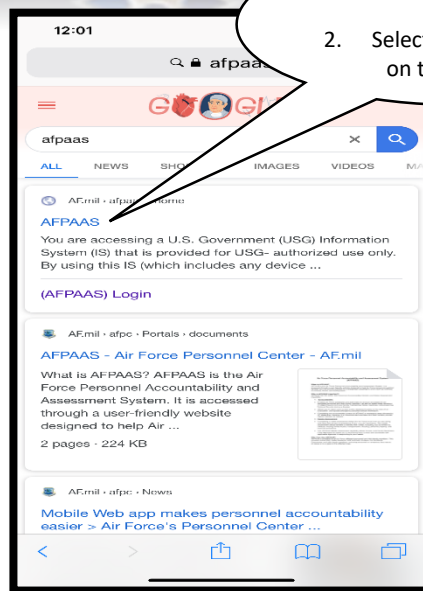 2. Select
on t
12:01
afpaas
afpaas
ALL NEWS SHO IMAGES VIDEOS MA
AF.mil › afpaas › home
AFPAAS
You are accessing a U.S. Government (USG) Information
System (IS) that is provided for USG- authorized use only.
By using this IS (which includes any device ...
(AFPAAS) Login
AF.mil › afpc › Portals › documents
AFPAAS - Air Force Personnel Center - AF.mil
What is AFPAAS? AFPAAS is the Air
Force Personnel Accountability and
Assessment System. It is accessed
through a user-friendly website
designed to help Air ...
2 pages · 224 KB
AF.mil › afpc › News
Mobile Web app makes personnel accountability
easier > Air Force's Personnel Center ...